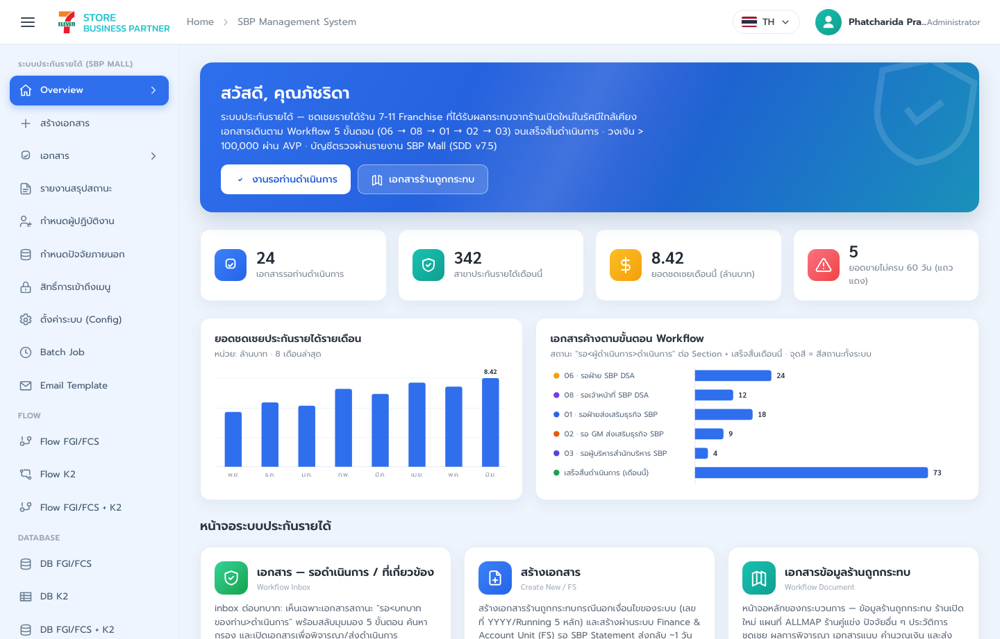 7 ELEVEN
STORE
BUSINESS PARTNER
Home
SBP Management System
TH
Phatcharida Pra...
Administrator
ระบบประกันรายได้ (SBP MALL)
Overview
สร้างเอกสาร
เอกสาร
รายงานสรุปสถานะ
กำหนดผู้ปฏิบัติงาน
กำหนดปัจจัยภายนอก
สิทธิ์การเข้าถึงเมนู
ตั้งค่าระบบ (Config)
Batch Job
Email Template
FLOW
Flow FGI/FCS
Flow K2
Flow FGI/FCS + K2
DATABASE
DB FGI/FCS
DB K2
DB FGI/FCS + K2
สวัสดี, คุณภัชริดา
ระบบประกันรายได้ — ชดเชยรายได้ร้าน 7-11 Franchise ที่ได้รับผลกระทบจากร้านเปิดใหม่ในรัศมีใกล้เคียง
เอกสารเดินตาม Workflow 5 ขั้นตอน (06 → 08 → 01 → 02 → 03) จนเสร็จสิ้นดำเนินการ · วงเงิน >
100,000 ผ่าน AVP · บัญชีตรวจผ่านรายงาน SBP Mall (SDD v7.5)
งานรอท่านดำเนินการ
เอกสารร้านถูกกระทบ
24
เอกสารรอท่านดำเนินการ
342
สาขาประกันรายได้เดือนนี้
8.42
ยอดชดเชยเดือนนี้ (ล้านบาท)
5
ยอดขายไม่ครบ 60 วัน (แถว
แดง)
ยอดชดเชยประกันรายได้รายเดือน
หน่วย: ล้านบาท · 8 เดือนล่าสุด
8.42
พ.ย. ธ.ค. ม.ค. ก.พ. มี.ค. เม.ย. พ.ค. มิ.ย.
เอกสารค้างตามขั้นตอน Workflow
สถานะ "รอ<ผู้ดำเนินการ>ดำเนินการ" ต่อ Section + เสร็จสิ้นเดือนนี้ · จุดสี = สีสถานะทั้งระบบ
06 · รอฝ่าย SBP DSA 24
08 · รอเจ้าหน้าที่ SBP DSA 12
01 · รอฝ่ายส่งเสริมธุรกิจ SBP 18
02 · รอ GM ส่งเสริมธุรกิจ SBP 9
03 · รอผู้บริหารสำนักบริหาร SBP 4
เสร็จสิ้นดำเนินการ (เดือนนี้) 73
หน้าจอระบบประกันรายได้
เอกสาร — รอดำเนินการ / ที่เกี่ยวข้อง
Workflow Inbox
inbox ต่อบทบาท: เห็นเฉพาะเอกสารสถานะ "รอ<บทบาท
ของท่าน>ดำเนินการ" พร้อมสลับมุมมอง 5 ขั้นตอน ค้นหา
กรอง และเปิดเอกสารเพื่อพิจารณา/ส่งดำเนินการ
สร้างเอกสาร
Create New / FS
สร้างเอกสารร้านถูกกระทบกรณีนอกเงื่อนไขของระบบ (เลข
ที่ YYYY/Running 5 หลัก) และสร้างผ่านระบบ Finance &
Account Unit (FS) รอ SBP Statement ส่งกลับ ~1 วัน
เอกสารข้อมูลร้านถูกกระทบ
Workflow Document
หน้าจอหลักของกระบวนการ — ข้อมูลร้านถูกกระทบ ร้านเปิด
ใหม่ แผนที่ ALLMAP ร้านคู่แข่ง ปัจจัยอื่น ๆ ประวัติการ
ชดเชย ผลการพิจารณา เอกสารแนบ คำนวณเงิน และส่ง